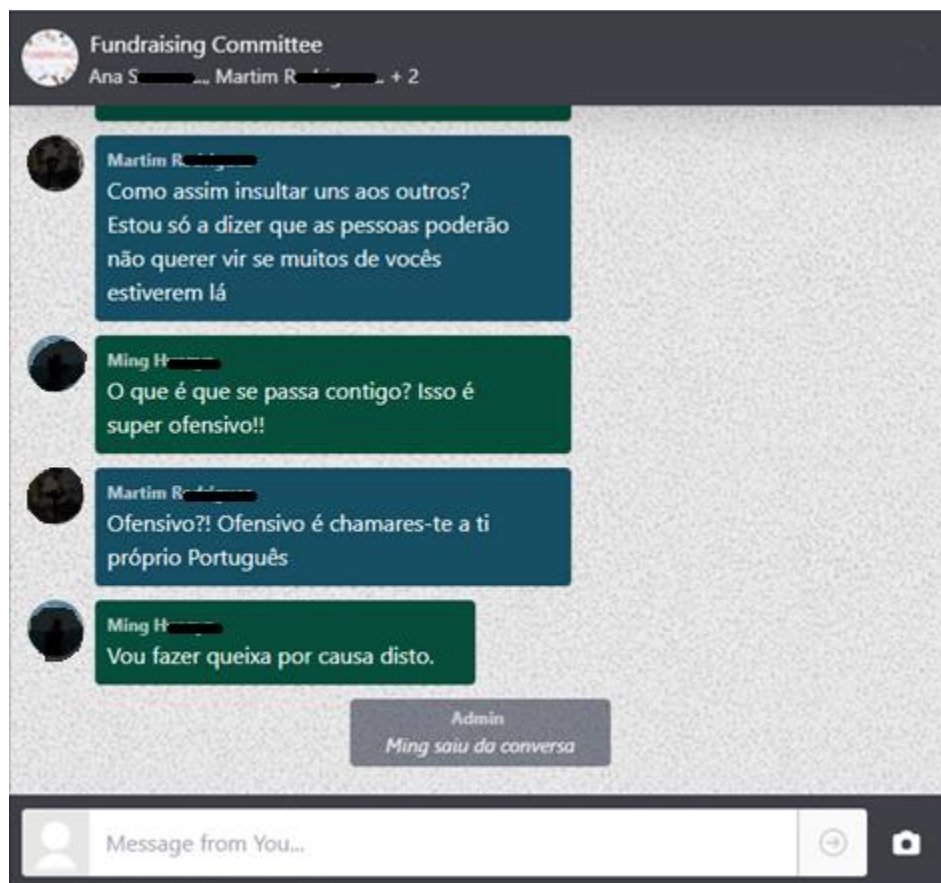 Fundraising Committee
Ana S..., Martim R... + 2
Martim R
Como assim insultar uns aos outros?
Estou só a dizer que as pessoas poderão
não querer vir se muitos de vocês
estiverem lá
Ming H
O que é que se passa contigo? Isso é
super ofensivo!!
Martim R
Ofensivo?! Ofensivo é chamares-te a ti
próprio Português
Ming H
Vou fazer queixa por causa disto.
Admin
Ming saiu da conversa
Message from You...